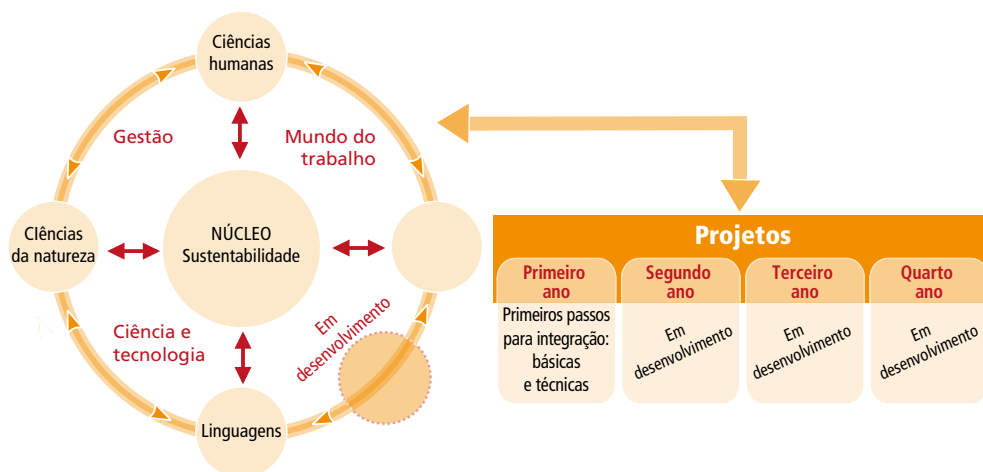 Ciências
humanas
Gestão
Mundo do
trabalho
CIências
da natureza
NÚCLEO
Sustentabilidade
Ciência e
tecnologia
Em
desenvolvimento
Linguagens
Projetos
Primeiro
ano
Segundo
ano
Terceiro
ano
Quarto
ano
Primeiros passos
para integração:
básicas
e técnicas
Em
desenvolvimento
Em
desenvolvimento
Em
desenvolvimento